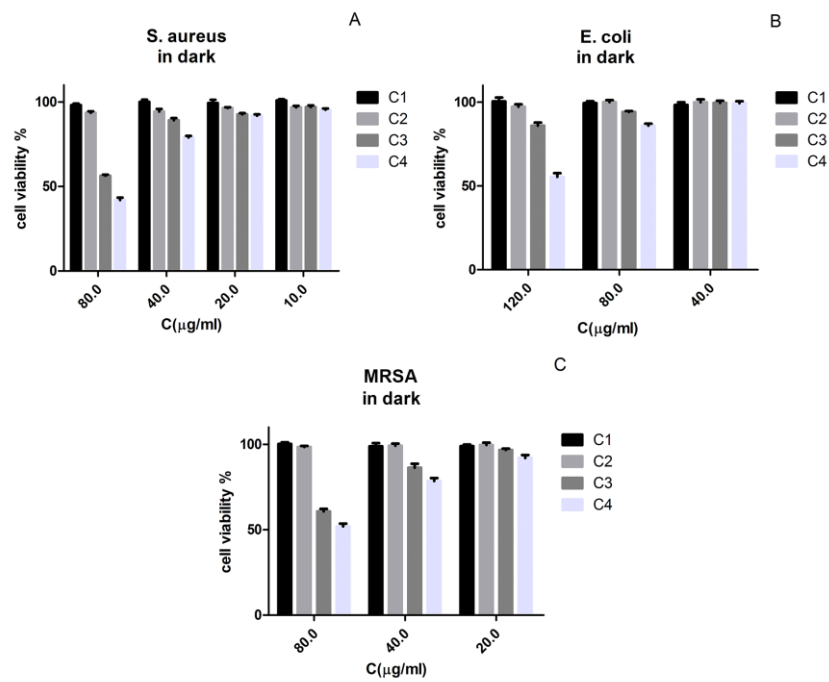 A
S. aureus
in dark
cell viability %
100
50
0
80.0
40.0
20.0
10.0
C(μg/ml)
C1
C2
C3
C4
B
E. coli
in dark
cell viability %
100
50
0
120.0
80.0
40.0
C(μg/ml)
C1
C2
C3
C4
C
MRSA
in dark
cell viability %
100
50
0
80.0
40.0
20.0
C(μg/ml)
C1
C2
C3
C4